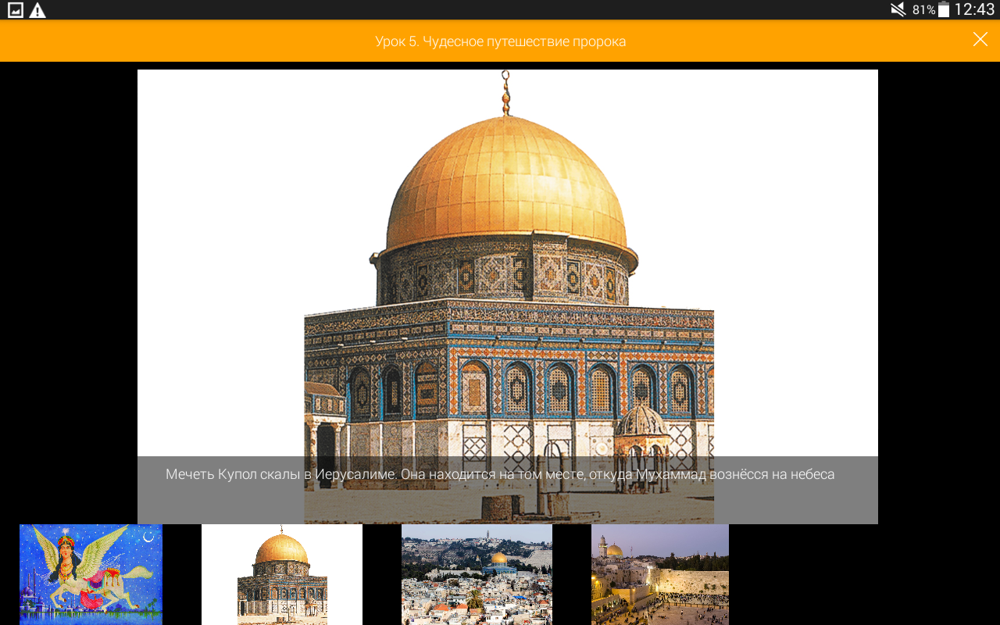 81% 12:43
Урок 5. Чудесное путешествие пророка
Мечеть Купол скалы в Иерусалиме. Она находится на том месте, откуда Мухаммад вознёсся на небеса